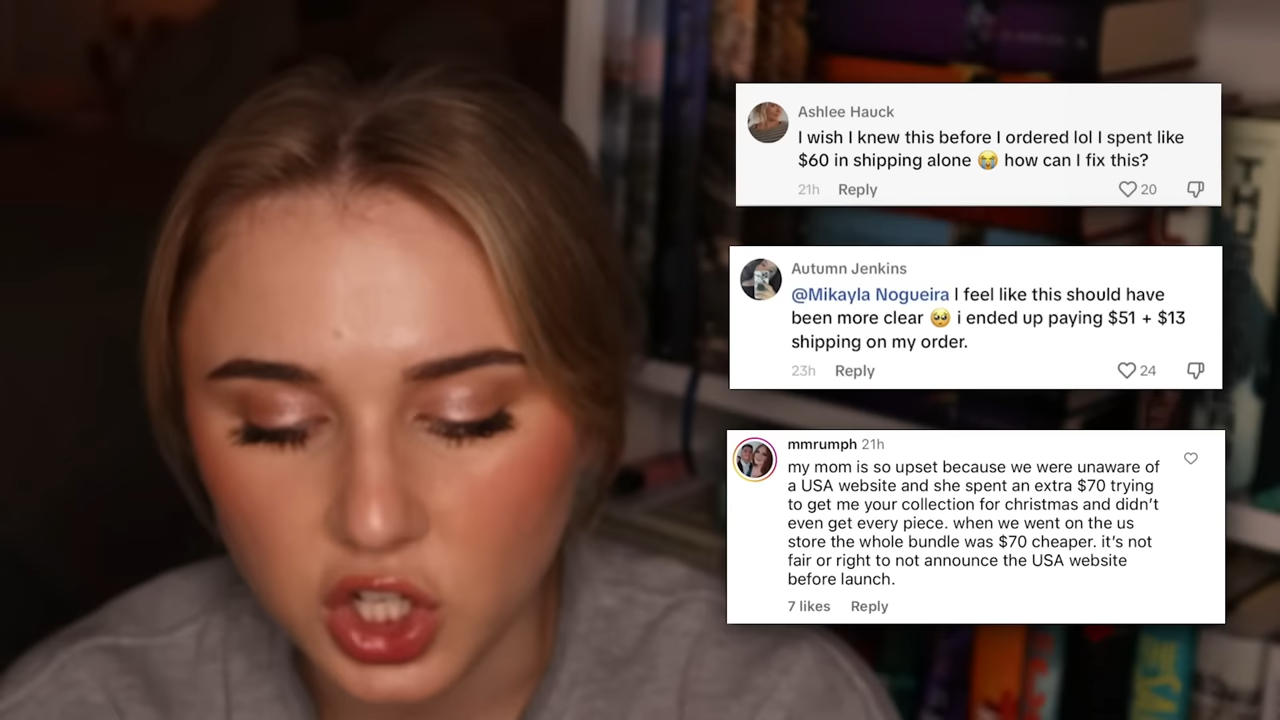 Ashlee Hauck
I wish I knew this before I ordered lol I spent like
$60 in shipping alone 😭 how can I fix this?
21h Reply 20
Autumn Jenkins
@Mikayla Nogueira I feel like this should have
been more clear 🥺 i ended up paying $51 + $13
shipping on my order.
23h Reply 24
mmrumph 21h
my mom is so upset because we were unaware of
a USA website and she spent an extra $70 trying
to get me your collection for christmas and didn’t
even get every piece. when we went on the us
store the whole bundle was $70 cheaper. it’s not
fair or right to not announce the USA website
before launch.
7 likes Reply